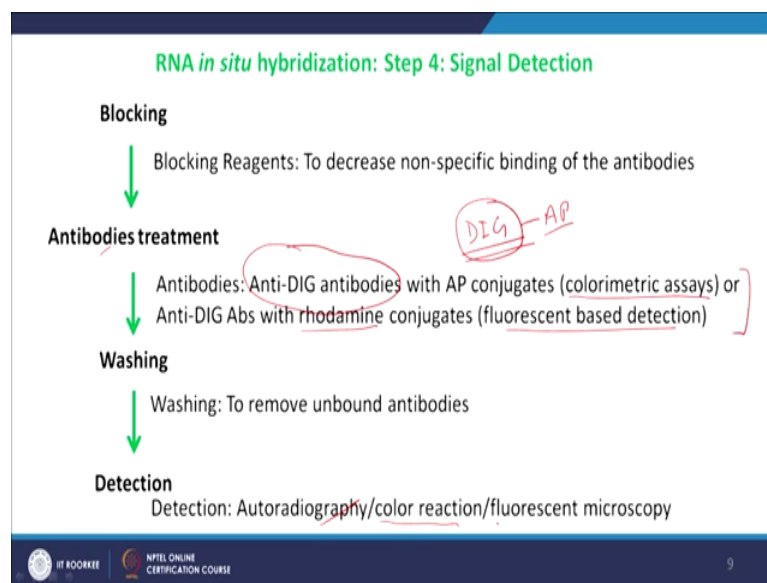 RNA in situ hybridization: Step 4: Signal Detection
Blocking
Blocking Reagents: To decrease non-specific binding of the antibodies
DIG - AP
Antibodies treatment
Antibodies: Anti-DIG antibodies with AP conjugates (colorimetric assays) or
Anti-DIG Abs with rhodamine conjugates (fluorescent based detection)
Washing
Washing: To remove unbound antibodies
Detection
Detection: Autoradiography/color reaction/fluorescent microscopy
IIT ROORKEE
NPTEL ONLINE
CERTIFICATION COURSE
9